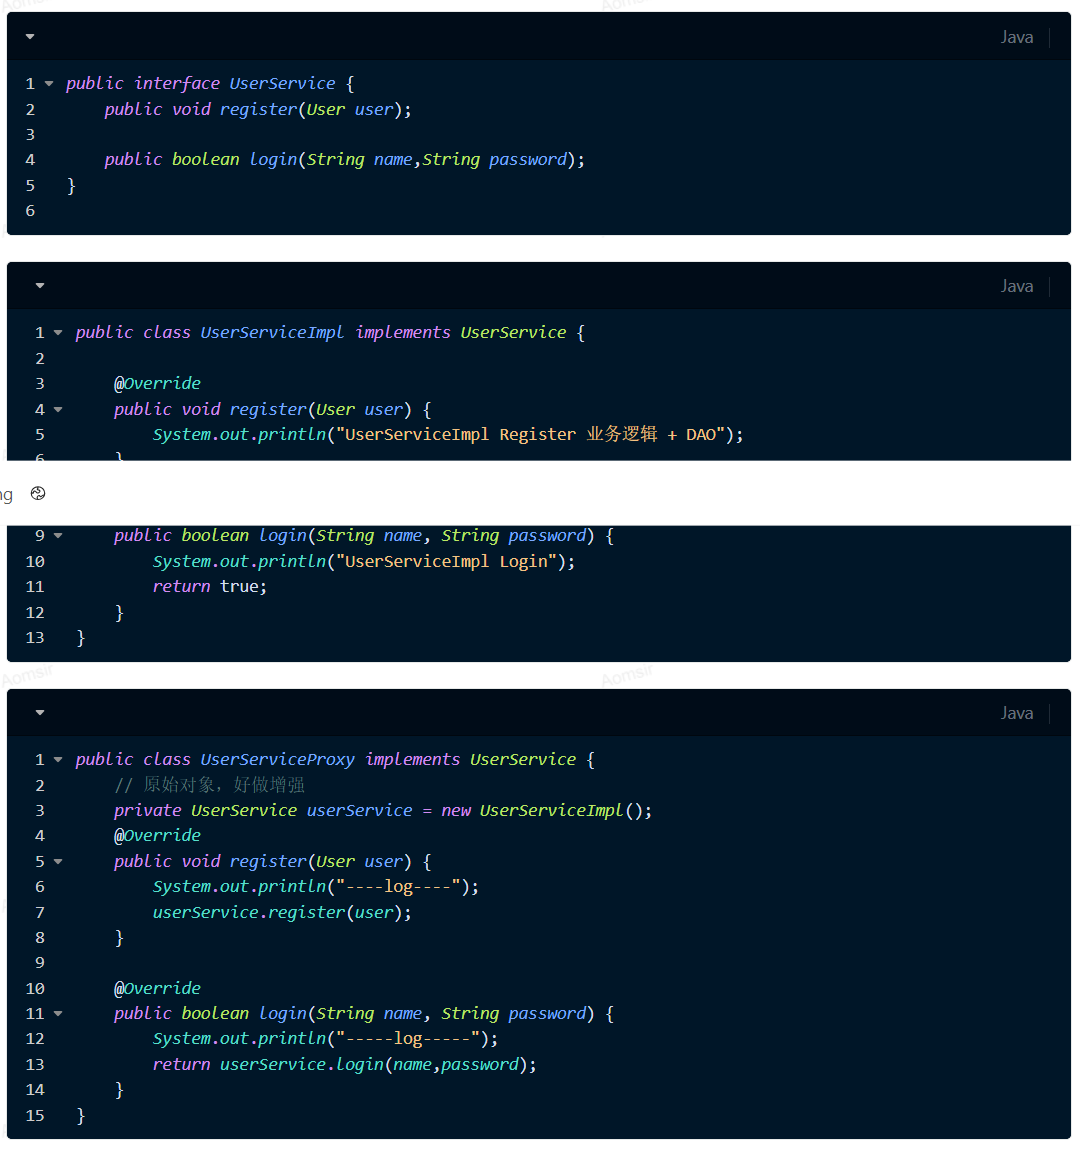 Java
1 public interface UserService {
2 public void register(User user);
3
4 public boolean login(String name,String password);
5 }
6
Java
1 public class UserServiceImpl implements UserService {
2
3 @Override
4 public void register(User user) {
5 System.out.println("UserServiceImpl Register 业务逻辑 + DAO");
6 }
ng
9 public boolean login(String name, String password) {
10 System.out.println("UserServiceImpl Login");
11 return true;
12 }
13 }
Aomsir Aomsir
Java
1 public class UserServiceProxy implements UserService {
2 // 原始对象，好做增强
3 private UserService userService = new UserServiceImpl();
4 @Override
5 public void register(User user) {
6 System.out.println("----log----");
7 userService.register(user);
8 }
9
10 @Override
11 public boolean login(String name, String password) {
12 System.out.println("-----log-----");
13 return userService.login(name,password);
14 }
15 }